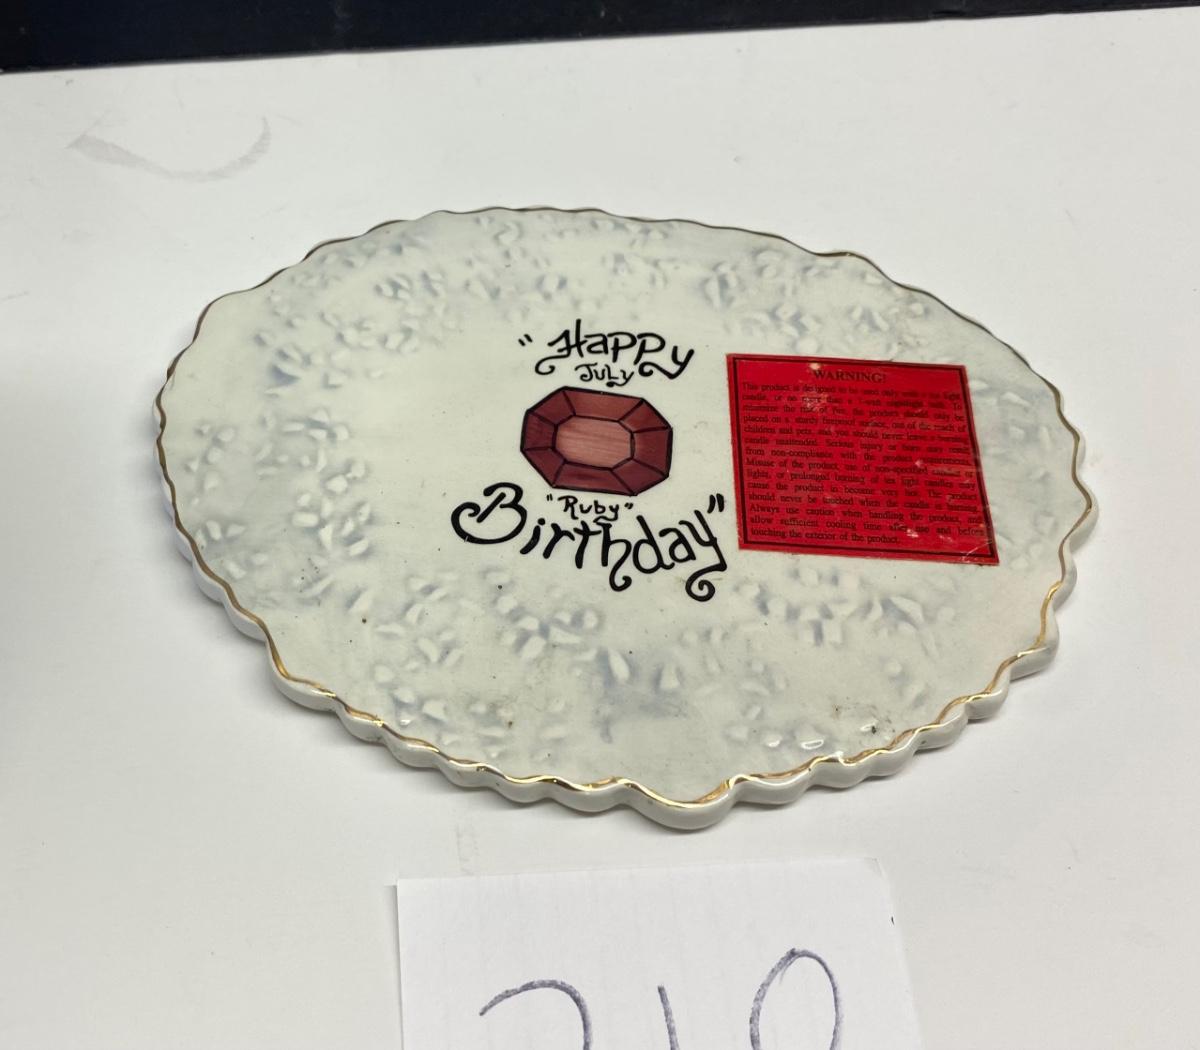 "Happy
July
"Ruby"
Birthday"
WARNING!
This product is designed to be used only with a tea light
candle, or no more than a 1-inch votive
minimize the risk of fire, the product should only be
placed on a sturdy fireproof surface, out of the reach of
children and pets, and you should never leave a burning
candle unattended. Serious injury or burn may result
from non-compliance with the product requirements.
Misuse of the product, use of non-specified candles or
lights, or prolonged burning of tea light candles may
cause the product to become very hot. The product
should never be touched when the candle is burning.
Always use caution when handling the product, and
allow sufficient cooling time after use and before
touching the exterior of the product.